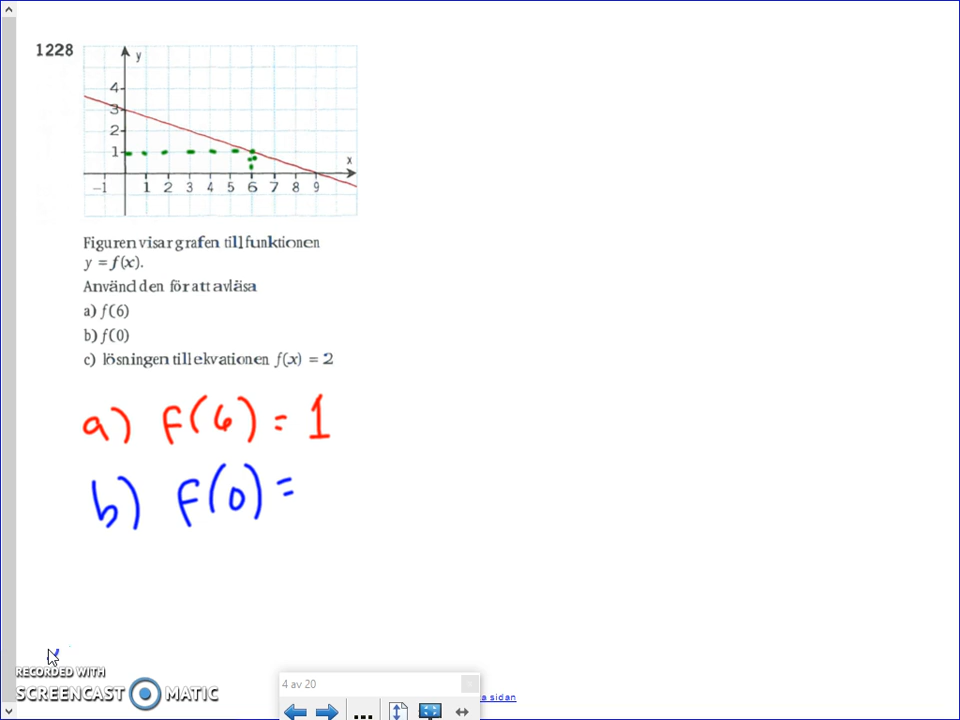 1228
y
4
3
2
1
x
-1 1 2 3 4 5 6 7 8 9
Figuren visar grafen till funktionen
y = f(x).
Använd den för att avläsa
a) f(6)
b) f(0)
c) lösningen till ekvationen f(x) = 2
a) f(6) = 1
b) f(0) =
RECORDED WITH
SCREENCAST MATIC
4 av 20
a sidan